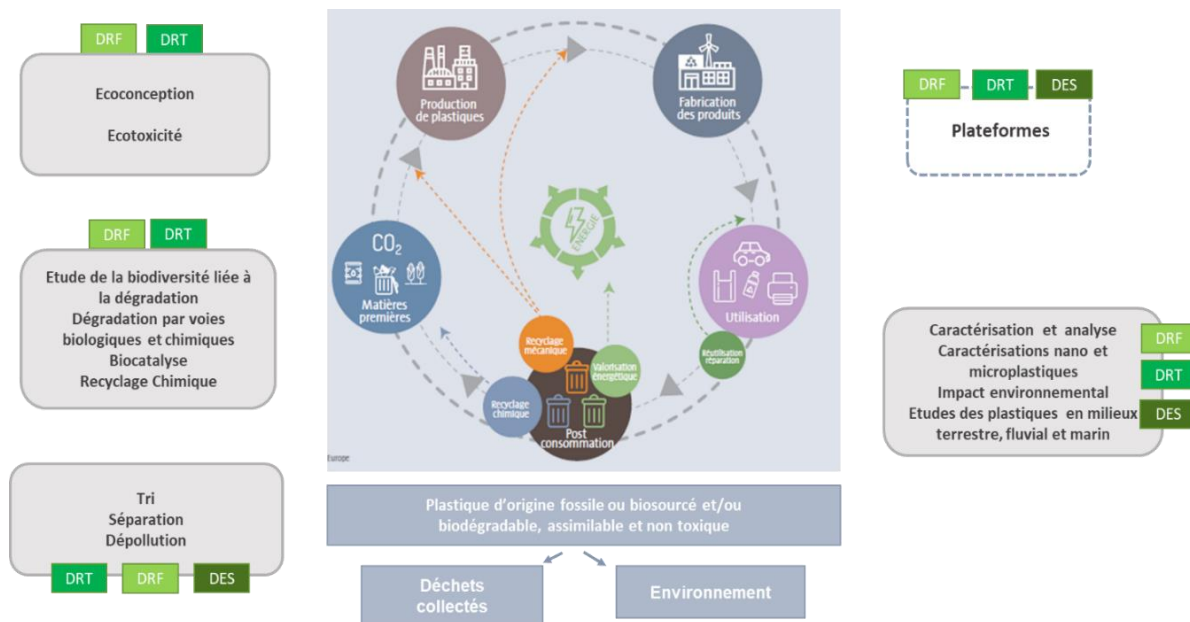 DRF
DRT
Ecoconception
Ecotoxicité
DRF
DRT
Etude de la biodiversité liée à
la dégradation
Dégradation par voies
biologiques et chimiques
Biocatalyse
Recyclage Chimique
Tri
Séparation
Dépollution
DRT
DRF
DES
Production
de plastiques
Fabrication
des produits
ENERGIE
CO₂
Matières
premières
Utilisation
Recyclage
mécanique
Valorisation
énergétique
Réutilisation
réparation
Recyclage
chimique
Post
consommation
Europe
Plastique d’origine fossile ou biosourcé et/ou
biodégradable, assimilable et non toxique
Déchets
collectés
Environnement
DRF
DRT
DES
Plateformes
Caractérisation et analyse
Caractérisations nano et
microplastiques
Impact environnemental
Etudes des plastiques en milieux
terrestre, fluvial et marin
DRF
DRT
DES